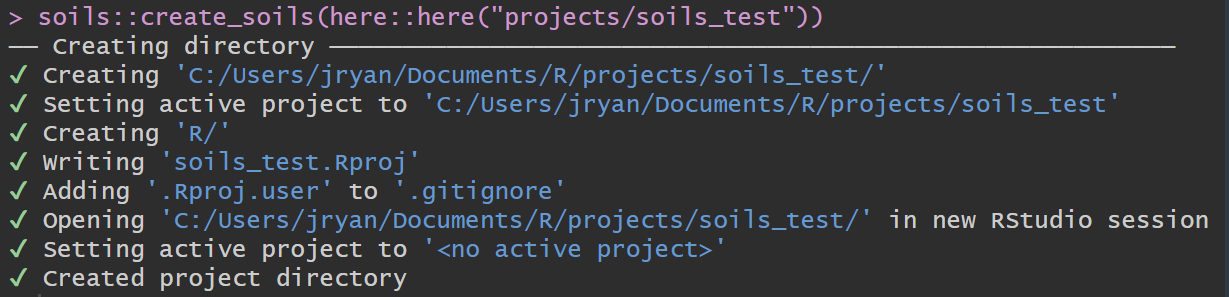 > soils::create_soils(here::here("projects/soils_test"))
── Creating directory ──────────────────────────────────────────────────────────
✔ Creating 'C:/Users/jryan/Documents/R/projects/soils_test/'
✔ Setting active project to 'C:/Users/jryan/Documents/R/projects/soils_test'
✔ Creating 'R/'
✔ Writing 'soils_test.Rproj'
✔ Adding '.Rproj.user' to '.gitignore'
✔ Opening 'C:/Users/jryan/Documents/R/projects/soils_test/' in new RStudio session
✔ Setting active project to '<no active project>'
✔ Created project directory